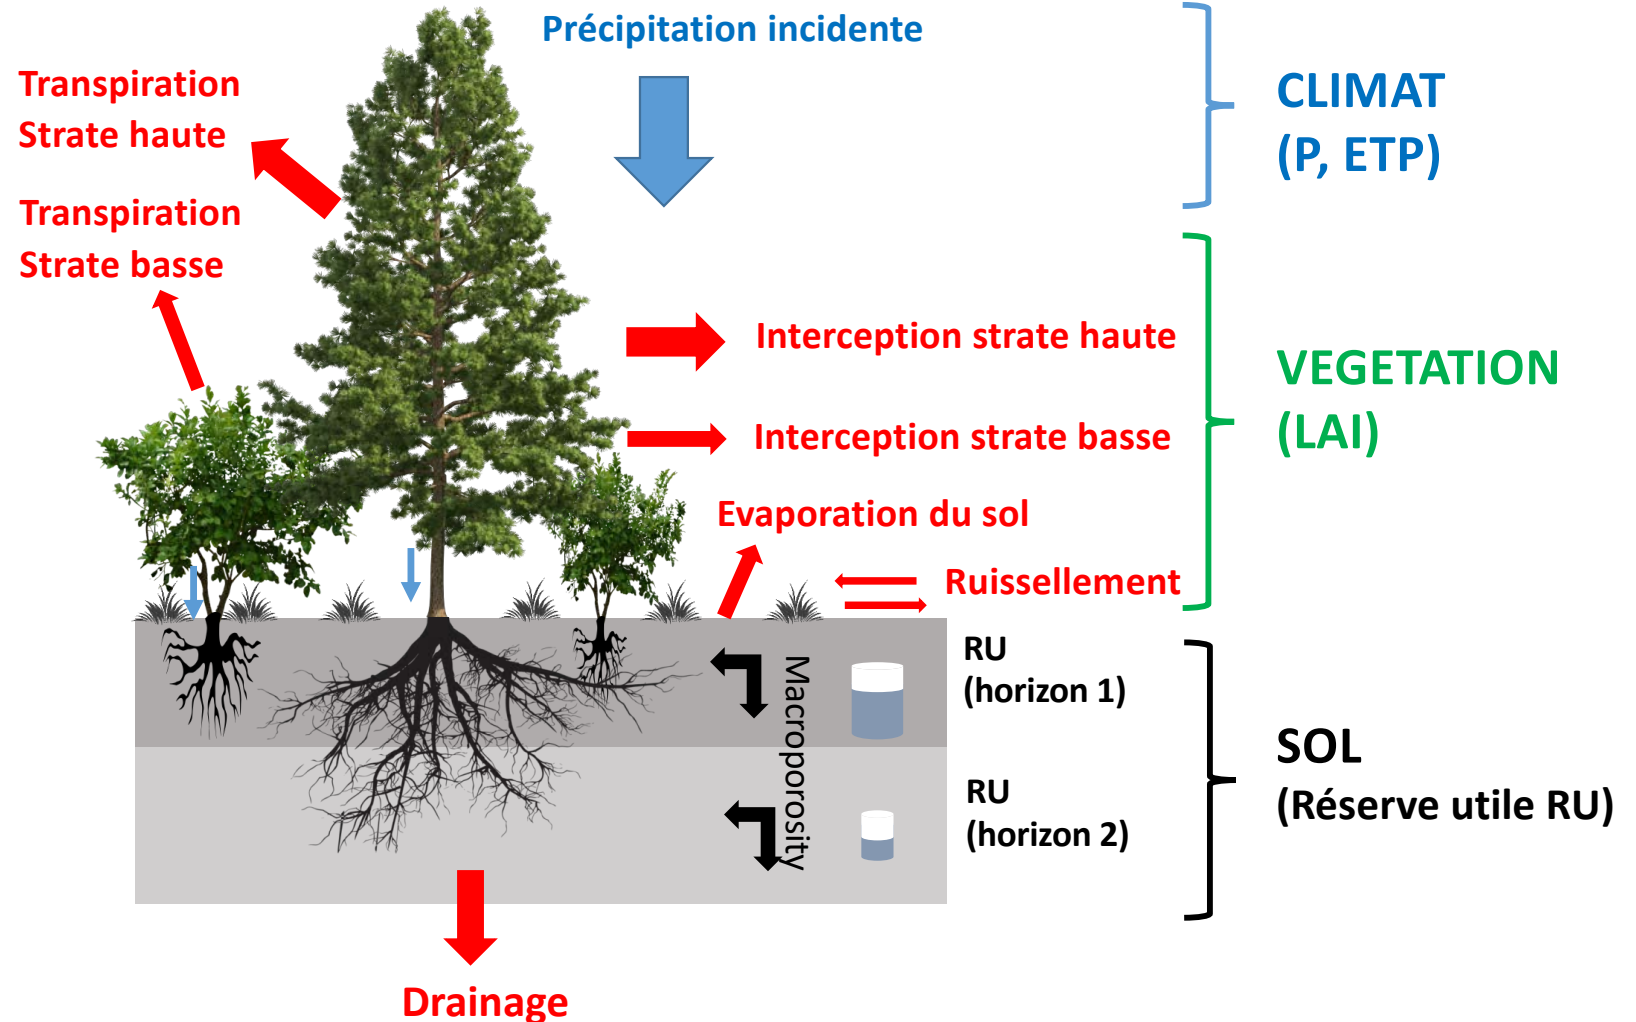 Précipitation incidente
Transpiration
Strate haute
CLIMAT
(P, ETP)
Transpiration
Strate basse
Interception strate haute
Interception strate basse
VEGETATION
(LAI)
Evaporation du sol
Ruissellement
Macroporosity
RU
(horizon 1)
RU
(horizon 2)
SOL
(Réserve utile RU)
Drainage